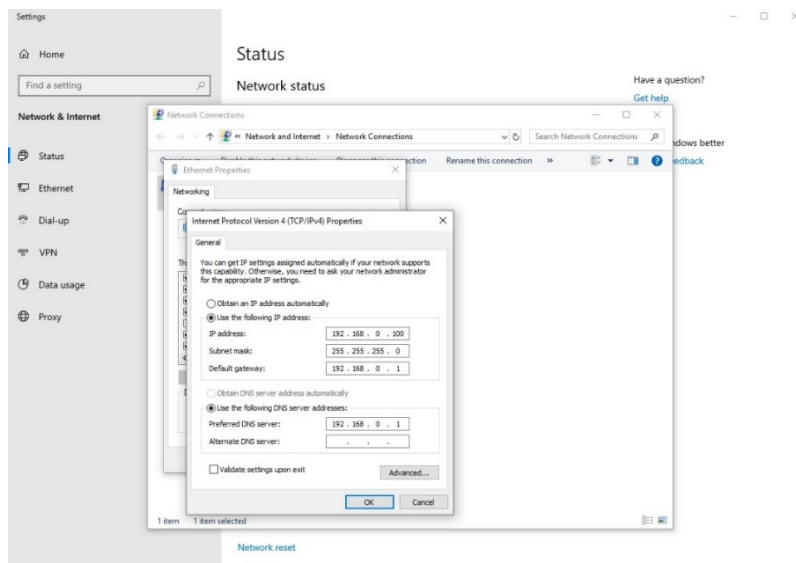 Settings
Home
Find a setting
Network & Internet
Status
Ethernet
Dial-up
VPN
Data usage
Proxy
Status
Network status
Have a question?
Get help
Windows better
Network Connections
« Network and Internet › Network Connections
Search Network Connections
Rename this connection »
Ethernet Properties
Networking
Internet Protocol Version 4 (TCP/IPv4) Properties
General
You can get IP settings assigned automatically if your network supports
this capability. Otherwise, you need to ask your network administrator
for the appropriate IP settings.
Obtain an IP address automatically
Use the following IP address:
IP address: 192 . 168 . 0 . 100
Subnet mask: 255 . 255 . 255 . 0
Default gateway: 192 . 168 . 0 . 1
Obtain DNS server address automatically
Use the following DNS server addresses:
Preferred DNS server: 192 . 168 . 0 . 1
Alternate DNS server: . . .
Validate settings upon exit
Advanced...
OK Cancel
1 item 1 item selected
Network reset